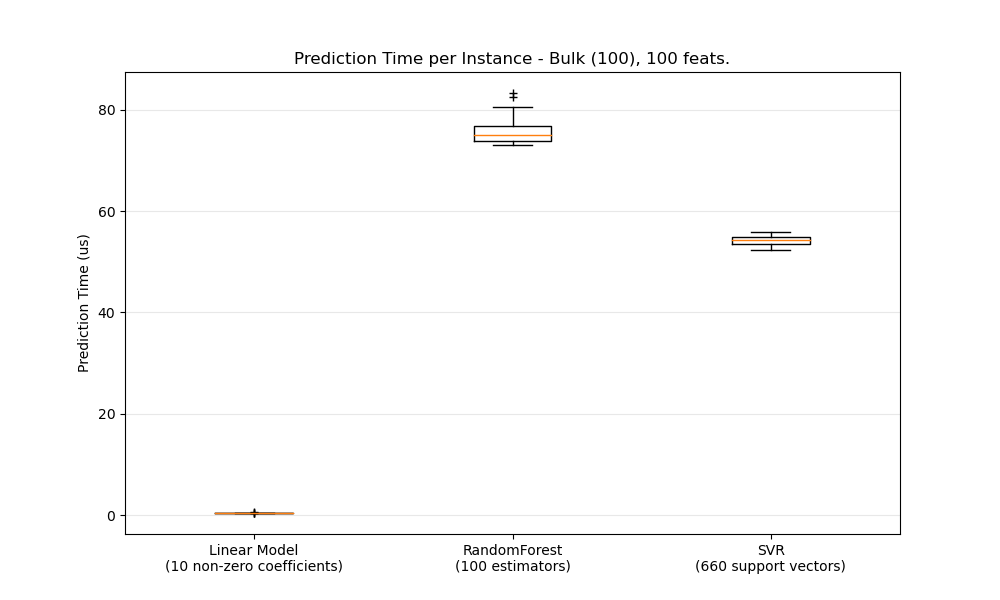 Prediction Time per Instance - Bulk (100), 100 feats.
80
60
40
20
0
Prediction Time (us)
Linear Model
(10 non-zero coefficients)
RandomForest
(100 estimators)
SVR
(660 support vectors)